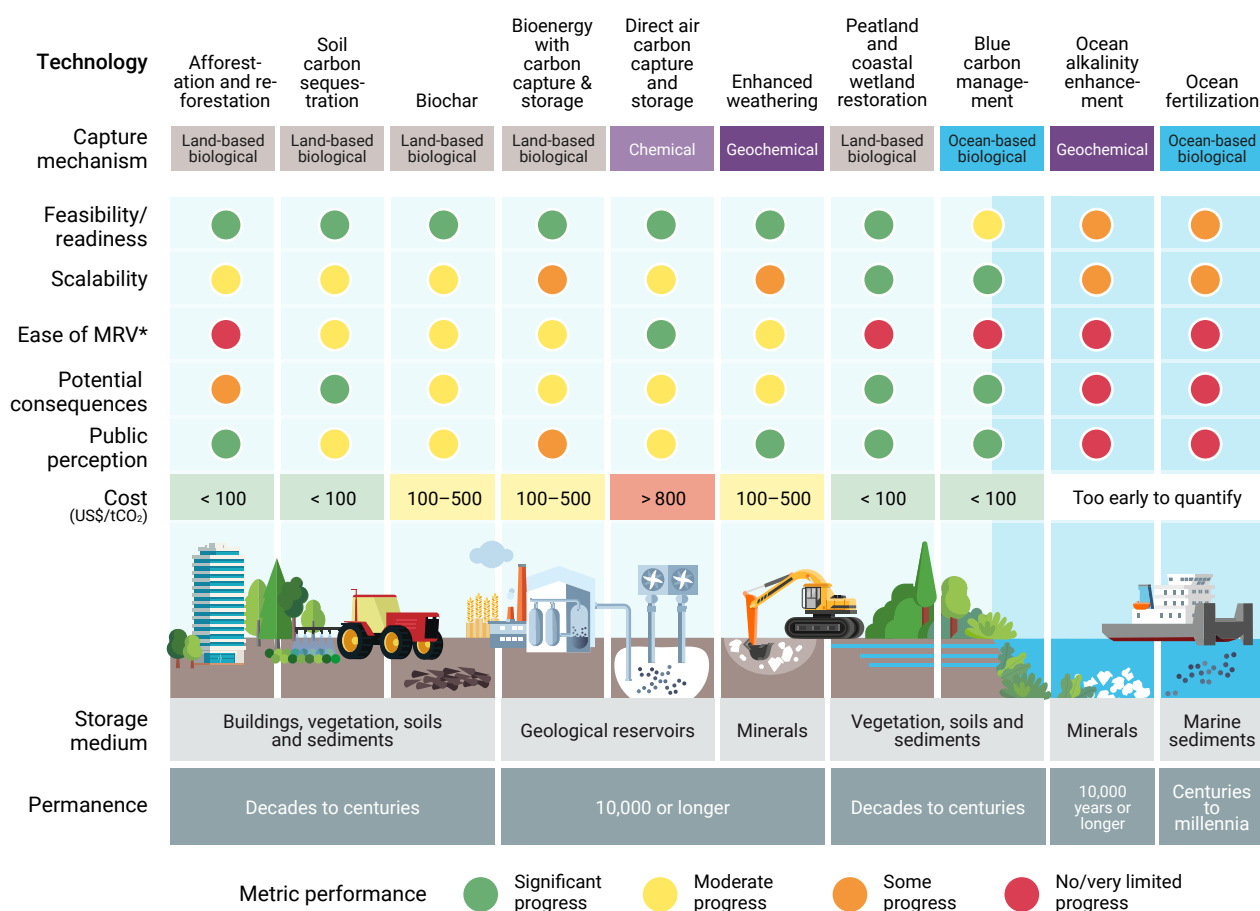 Technology
Afforest-
ation and re-
forestation
Soil
carbon
seques-
tration
Biochar
Bioenergy
with
carbon
capture &
storage
Direct air
carbon
capture
and
storage
Enhanced
weathering
Peatland
and
coastal
wetland
restoration
Blue
carbon
manage-
ment
Ocean
alkalinity
enhance-
ment
Ocean
fertilization
Capture
mechanism
Land-based
biological
Land-based
biological
Land-based
biological
Land-based
biological
Chemical
Geochemical
Land-based
biological
Ocean-based
biological
Geochemical
Ocean-based
biological
Feasibility/
readiness
Scalability
Ease of MRV*
Potential
consequences
Public
perception
Cost
(US$/tCO₂)
< 100
< 100
100–500
100–500
> 800
100–500
< 100
< 100
Too early to quantify
Storage
medium
Buildings, vegetation, soils
and sediments
Geological reservoirs
Minerals
Vegetation, soils and
sediments
Minerals
Marine
sediments
Permanence
Decades to centuries
10,000 or longer
Decades to centuries
10,000
years or
longer
Centuries
to
millennia
Metric performance
Significant
progress
Moderate
progress
Some
progress
No/very limited
progress